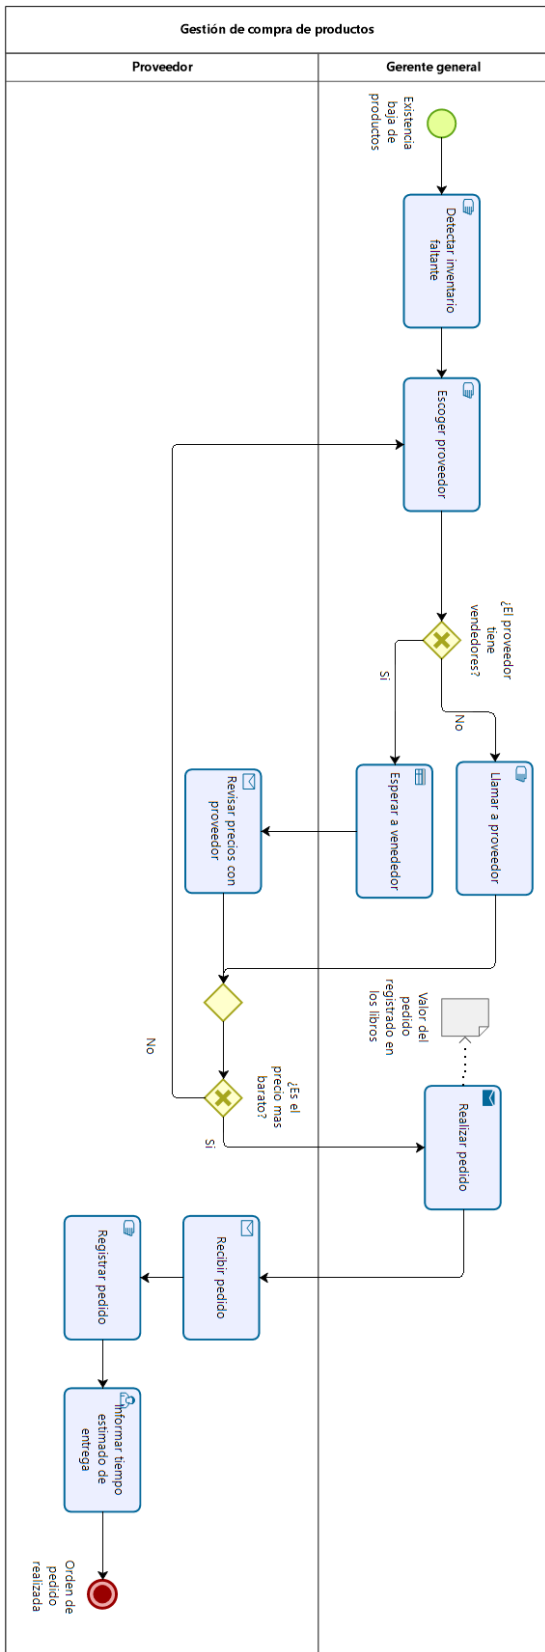 Gestión de compra de productos
Proveedor
Gerente general
Existencia
baja de
productos
Detectar inventario
faltante
Escoger proveedor
¿El proveedor
tiene
vendedores?
Si
No
Llamar a proveedor
Esperar a venededor
Revisar precios con
proveedor
Valor del
pedido
registrado en
los libros
¿Es el
precio mas
barato?
No
Si
Realizar pedido
Recibir pedido
Registrar pedido
Informar tiempo
estimado de
entrega
Orden de
pedido
realizada